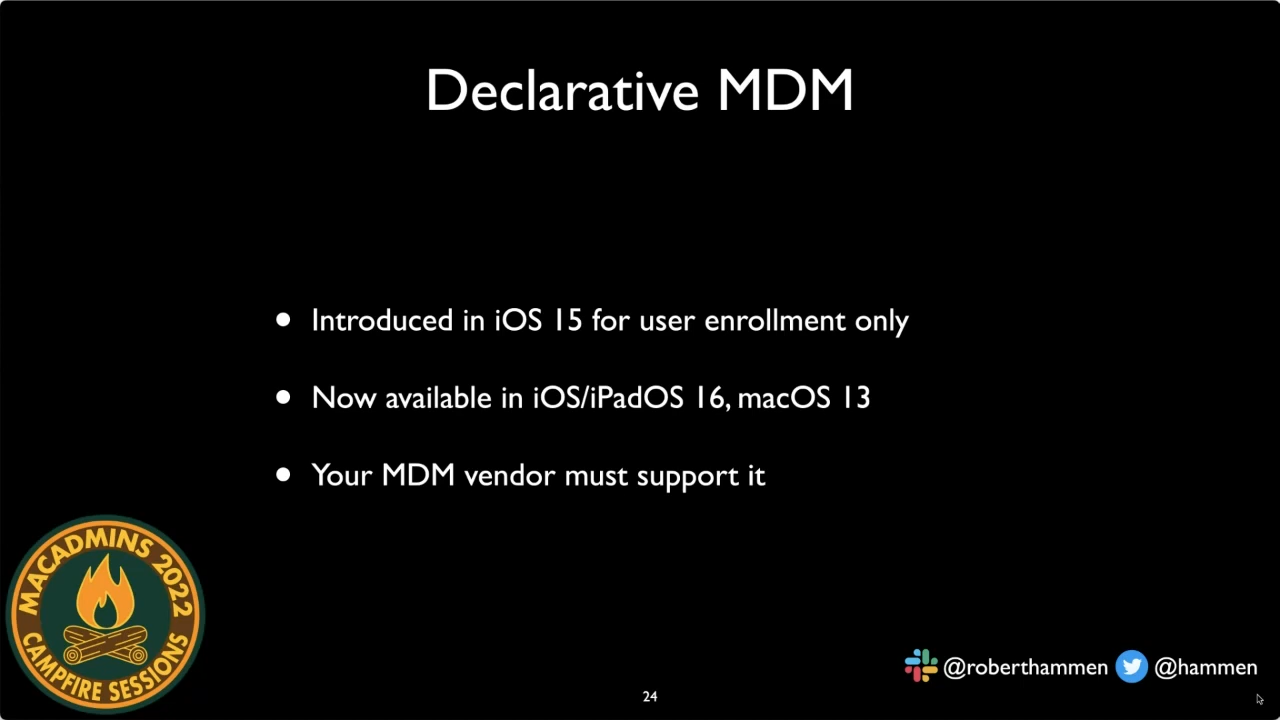 Declarative MDM
Introduced in iOS 15 for user enrollment only
Now available in iOS/iPadOS 16, macOS 13
Your MDM vendor must support it
MACADMINS 2022
CAMPFIRE SESSIONS
@roberthammen @hammen
24